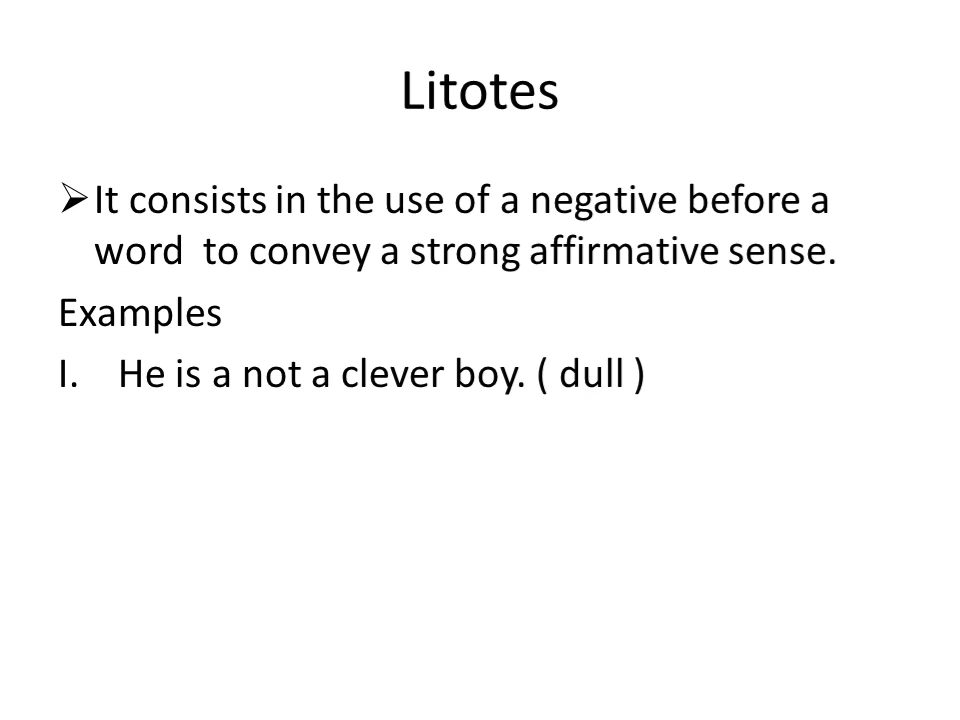 Litotes
➢It consists in the use of a negative before a
word  to convey a strong affirmative sense.
Examples
I. He is a not a clever boy. ( dull )